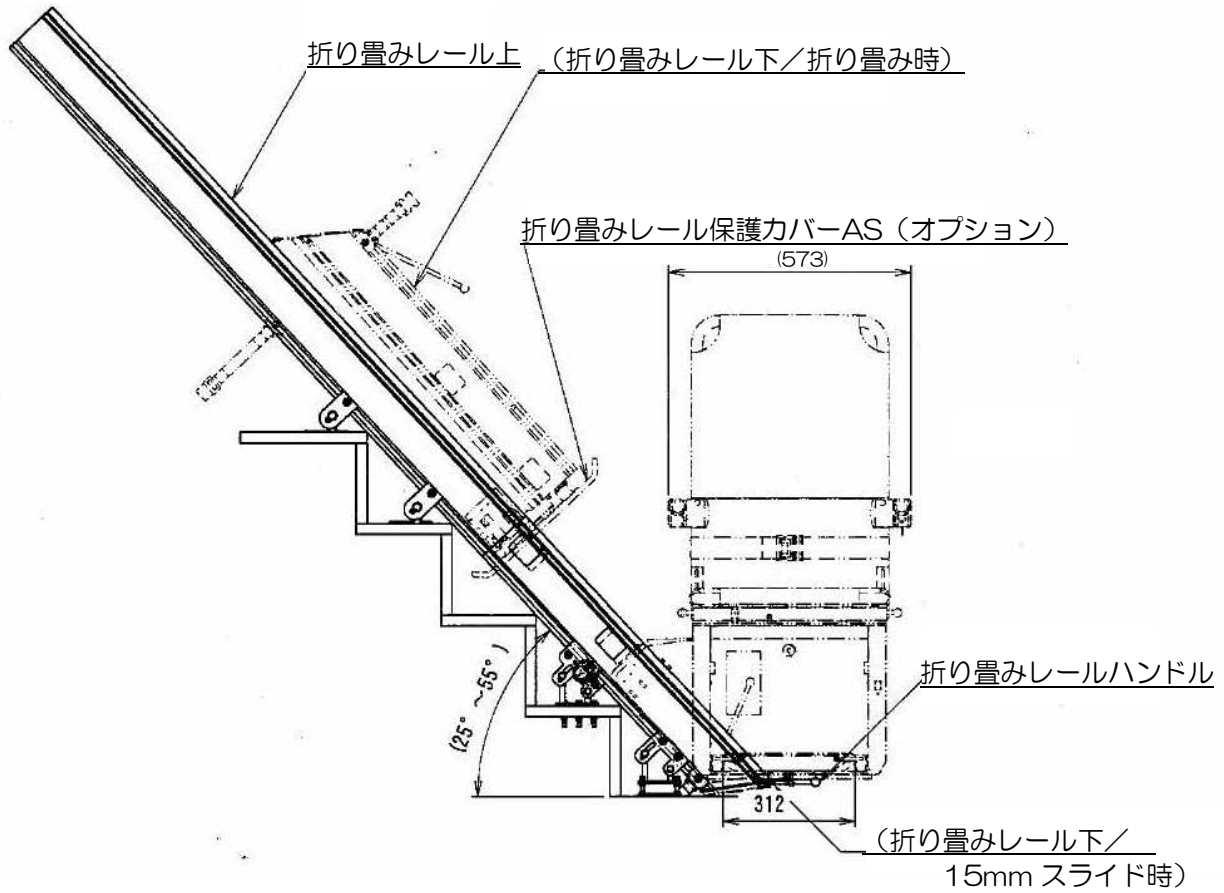 折り畳みレール上
（折り畳みレール下／折り畳み時）
折り畳みレール保護カバーAS（オプション）
(573)
折り畳みレールハンドル
(25° ～55° )
312
（折り畳みレール下／
15mm スライド時）